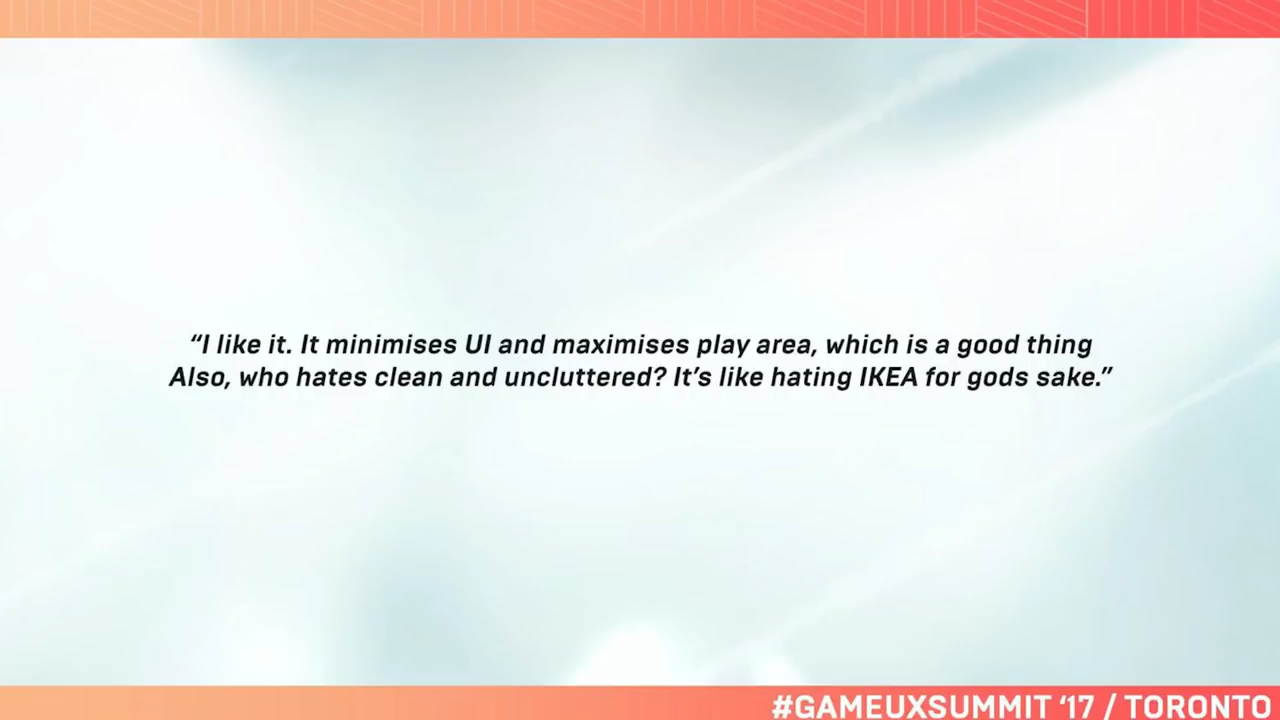 “I like it. It minimises UI and maximises play area, which is a good thing
Also, who hates clean and uncluttered? It’s like hating IKEA for gods sake.”
#GAMEUXSUMMIT ‘17 / TORONTO